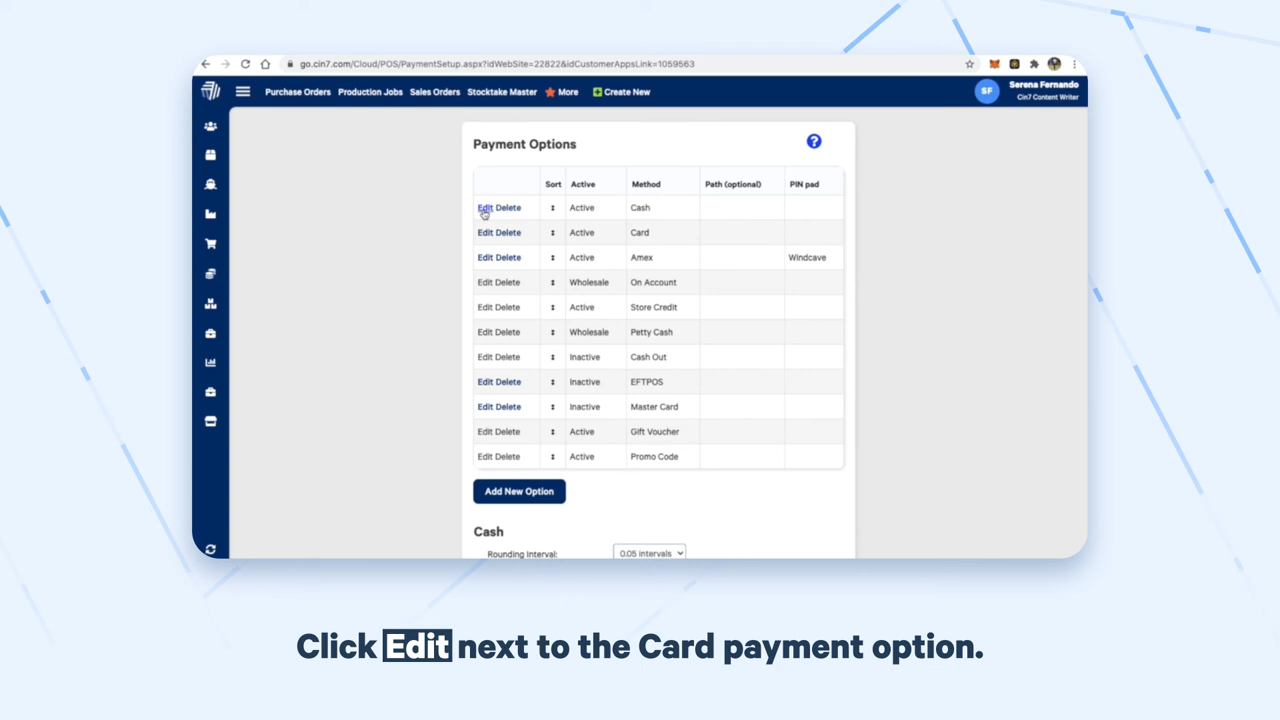 go.cin7.com/Cloud/POS/PaymentSetup.aspx?idWebSite=22822&idCustomerAppsLink=1059563
Purchase Orders Production Jobs Sales Orders Stocktake Master More Create New
SF
Serena Fernando
Cin7 Content Writer
Payment Options
?
Sort Active Method Path (optional) PIN pad
Edit Delete Active Cash
Edit Delete Active Card
Edit Delete Active Amex Windcave
Edit Delete Wholesale On Account
Edit Delete Active Store Credit
Edit Delete Wholesale Petty Cash
Edit Delete Inactive Cash Out
Edit Delete Inactive EFTPOS
Edit Delete Inactive Master Card
Edit Delete Active Gift Voucher
Edit Delete Active Promo Code
Add New Option
Cash
Rounding Interval: 0.05 intervals
Click Edit next to the Card payment option.